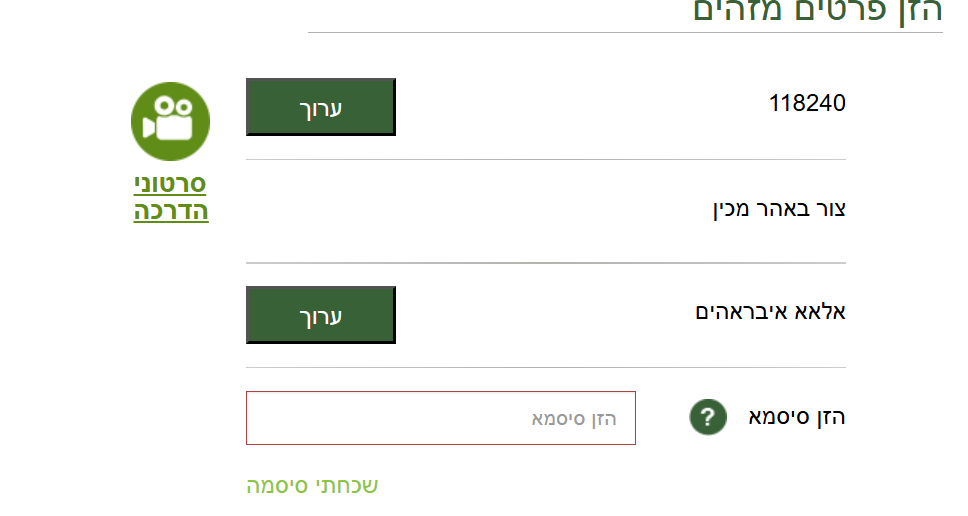 הזן פרטים מזהים
118240
ערוך
סרטוני
הדרכה
צור באהר מכין
אלאא איבראהים
ערוך
הזן סיסמא
?
הזן סיסמא
שכחתי סיסמה